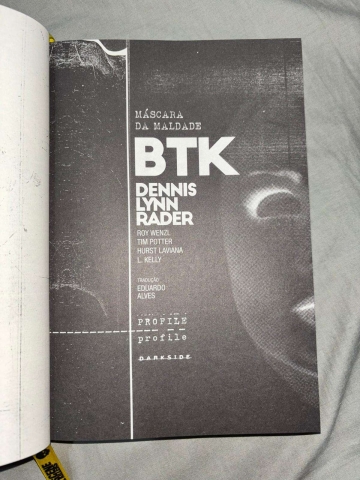 MÁSCARA
DA MALDADE
BTK
DENNIS
LYNN
RADER
ROY WENZL
TIM POTTER
HURST LAVIANA
L. KELLY
TRADUÇÃO
EDUARDO
ALVES
PROFILE
profile
DARKSIDE